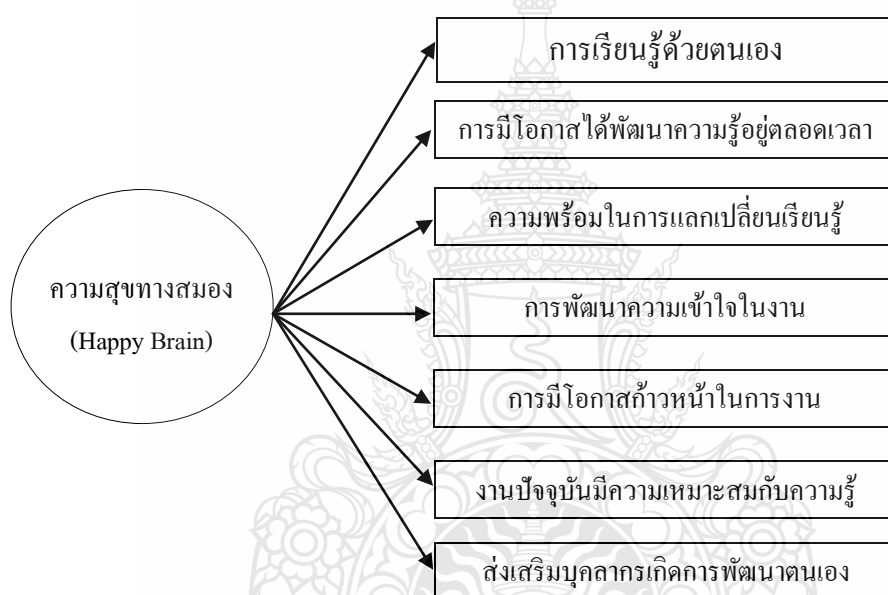 การเรียนรู้ด้วยตนเอง
การมีโอกาสได้พัฒนาความรู้อยู่ตลอดเวลา
ความพร้อมในการแลกเปลี่ยนเรียนรู้
ความสุขทางสมอง
(Happy Brain)
การพัฒนาความเข้าใจในงาน
การมีโอกาสก้าวหน้าในการงาน
งานปัจจุบันมีความเหมาะสมกับความรู้
ส่งเสริมบุคลากรเกิดการพัฒนาตนเอง